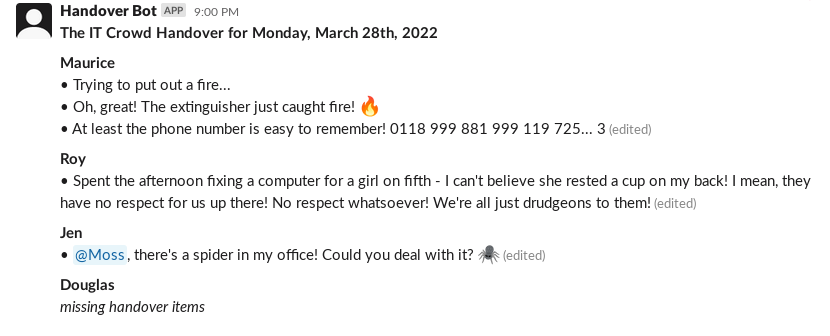 Handover Bot APP 9:00 PM
The IT Crowd Handover for Monday, March 28th, 2022
Maurice
• Trying to put out a fire...
• Oh, great! The extinguisher just caught fire! 🔥
• At least the phone number is easy to remember! 0118 999 881 999 119 725... 3 (edited)
Roy
• Spent the afternoon fixing a computer for a girl on fifth - I can't believe she rested a cup on my back! I mean, they
have no respect for us up there! No respect whatsoever! We're all just drudgeons to them! (edited)
Jen
• @Moss, there's a spider in my office! Could you deal with it? 🕷 (edited)
Douglas
missing handover items